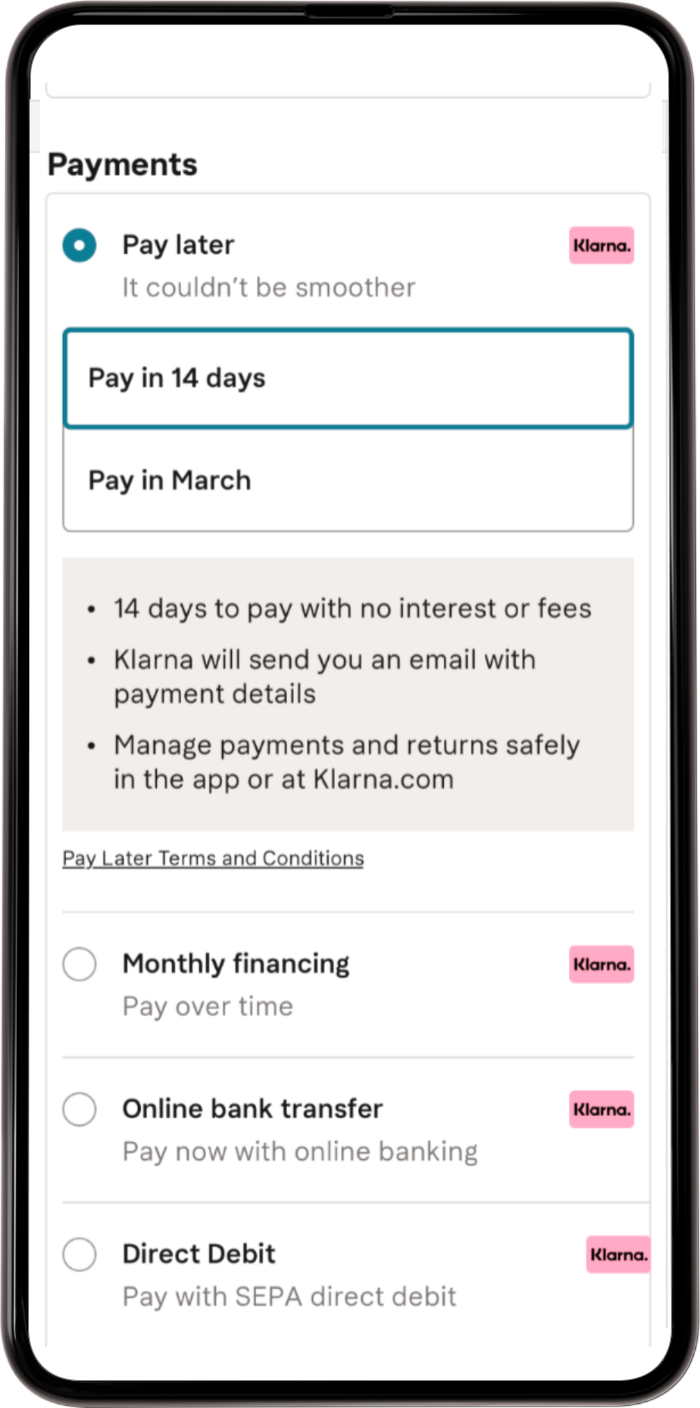 Payments
Pay later
Klarna.
It couldn’t be smoother
Pay in 14 days
Pay in March
• 14 days to pay with no interest or fees
• Klarna will send you an email with
payment details
• Manage payments and returns safely
in the app or at Klarna.com
Pay Later Terms and Conditions
Monthly financing
Klarna.
Pay over time
Online bank transfer
Klarna.
Pay now with online banking
Direct Debit
Klarna.
Pay with SEPA direct debit